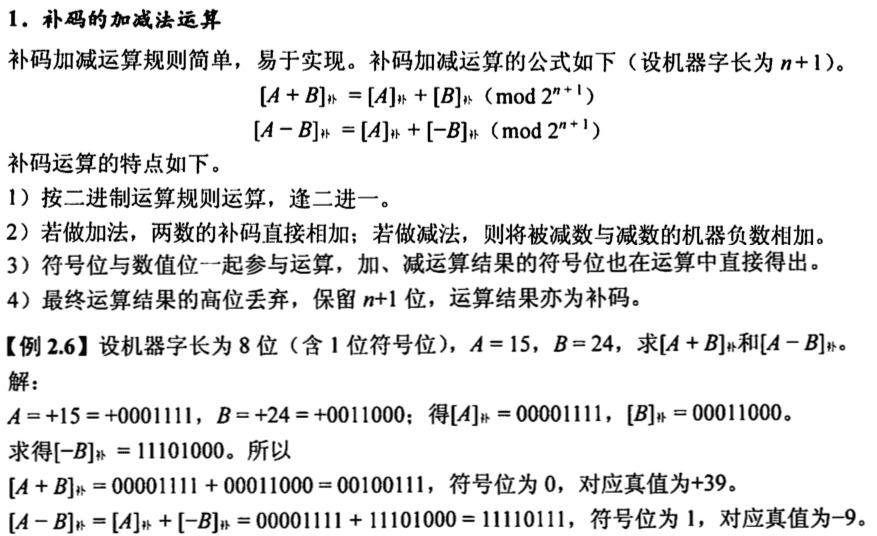 1．补码的加减法运算
补码加减运算规则简单，易于实现。补码加减运算的公式如下（设机器字长为 n+1）。
[A + B]补 = [A]补 + [B]补（mod 2ⁿ⁺¹）
[A − B]补 = [A]补 + [−B]补（mod 2ⁿ⁺¹）
补码运算的特点如下。
1）按二进制运算规则运算，逢二进一。
2）若做加法，两数的补码直接相加；若做减法，则将被减数与减数的机器负数相加。
3）符号位与数值位一起参与运算，加、减运算结果的符号位也在运算中直接得出。
4）最终运算结果的高位丢弃，保留 n+1 位，运算结果亦为补码。
【例 2.6】设机器字长为 8 位（含 1 位符号位），A = 15，B = 24，求[A + B]补和[A − B]补。
解：
A = +15 = +0001111，B = +24 = +0011000；得[A]补 = 00001111，[B]补 = 00011000。
求得[−B]补 = 11101000。所以
[A + B]补 = 00001111 + 00011000 = 00100111，符号位为 0，对应真值为+39。
[A − B]补 = [A]补 + [−B]补 = 00001111 + 11101000 = 11110111，符号位为 1，对应真值为−9。